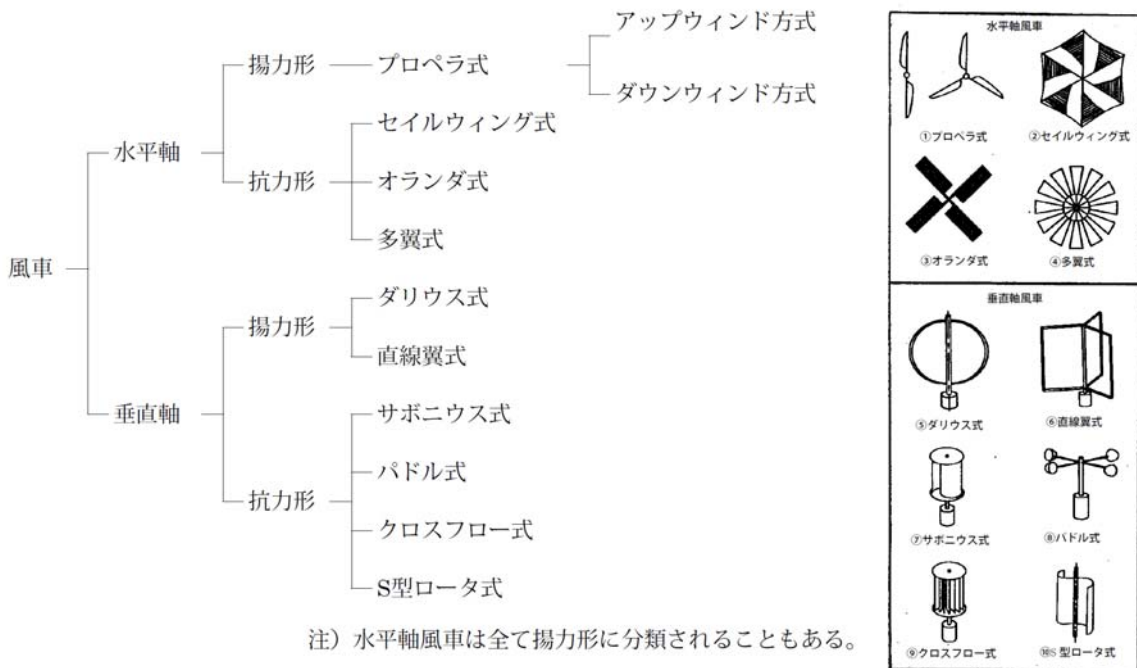 風車
水平軸
揚力形
プロペラ式
アップウィンド方式
ダウンウィンド方式
抗力形
セイルウィング式
オランダ式
多翼式
垂直軸
揚力形
ダリウス式
直線翼式
抗力形
サボニウス式
パドル式
クロスフロー式
S型ロータ式
注）水平軸風車は全て揚力形に分類されることもある。
水平軸風車
①プロペラ式
②セイルウィング式
③オランダ式
④多翼式
垂直軸風車
⑤ダリウス式
⑥直線翼式
⑦サボニウス式
⑧パドル式
⑨クロスフロー式
⑩S型ロータ式